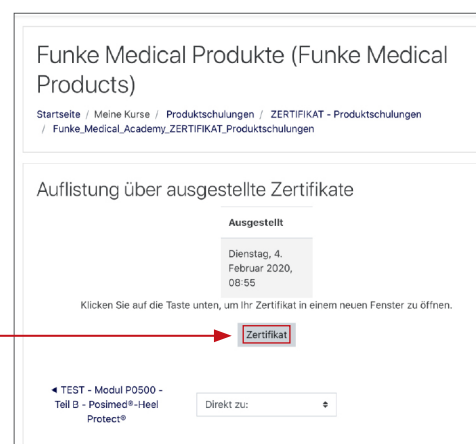 Funke Medical Produkte (Funke Medical
Products)
Startseite / Meine Kurse / Produktschulungen / ZERTIFIKAT - Produktschulungen
/ Funke_Medical_Academy_ZERTIFIKAT_Produktschulungen
Auflistung über ausgestellte Zertifikate
Ausgestellt
Dienstag, 4.
Februar 2020,
08:55
Klicken Sie auf die Taste unten, um Ihr Zertifikat in einem neuen Fenster zu öffnen.
Zertifikat
◄ TEST - Modul P0500 -
Teil B - Posimed®-Heel
Protect®
Direkt zu: